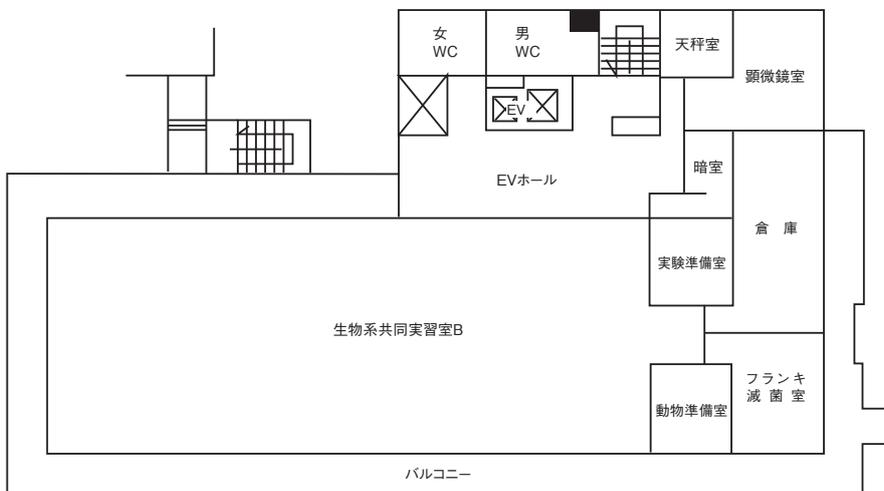 女
WC
男
WC
天秤室
顕微鏡室
EV
EVホール
暗室
倉 庫
実験準備室
生物系共同実習室B
フランキ
滅 菌 室
動物準備室
バルコニー